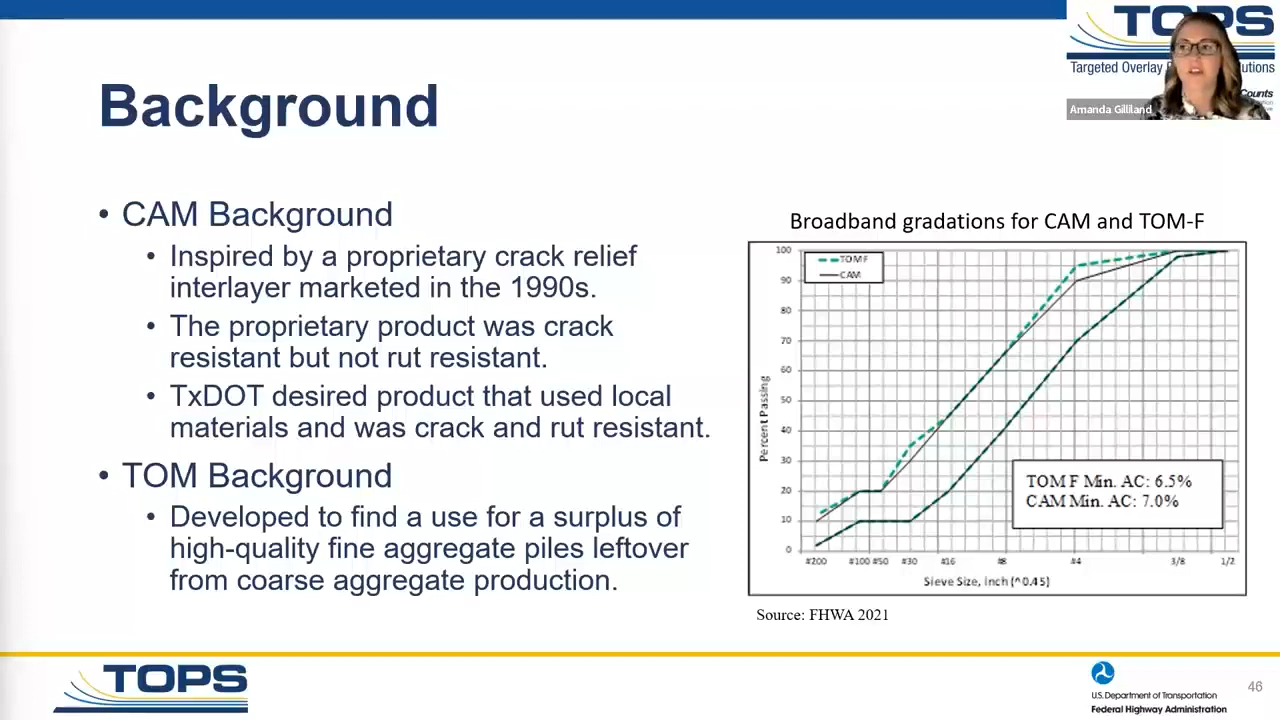 TOPS
Targeted Overlay
utions
Counts
Amanda Gilliland
Background
• CAM Background
• Inspired by a proprietary crack relief
interlayer marketed in the 1990s.
• The proprietary product was crack
resistant but not rut resistant.
• TxDOT desired product that used local
materials and was crack and rut resistant.
• TOM Background
• Developed to find a use for a surplus of
high-quality fine aggregate piles leftover
from coarse aggregate production.
Broadband gradations for CAM and TOM-F
TOMF
CAM
100
90
80
70
60
50
40
30
20
10
0
Percent Passing
TOM F Min. AC: 6.5%
CAM Min. AC: 7.0%
#200 #100 #50 #30 #16 #8 #4 3/8 1/2
Sieve Size, inch (^0.45)
Source: FHWA 2021
TOPS
U.S. Department of Transportation
Federal Highway Administration
46